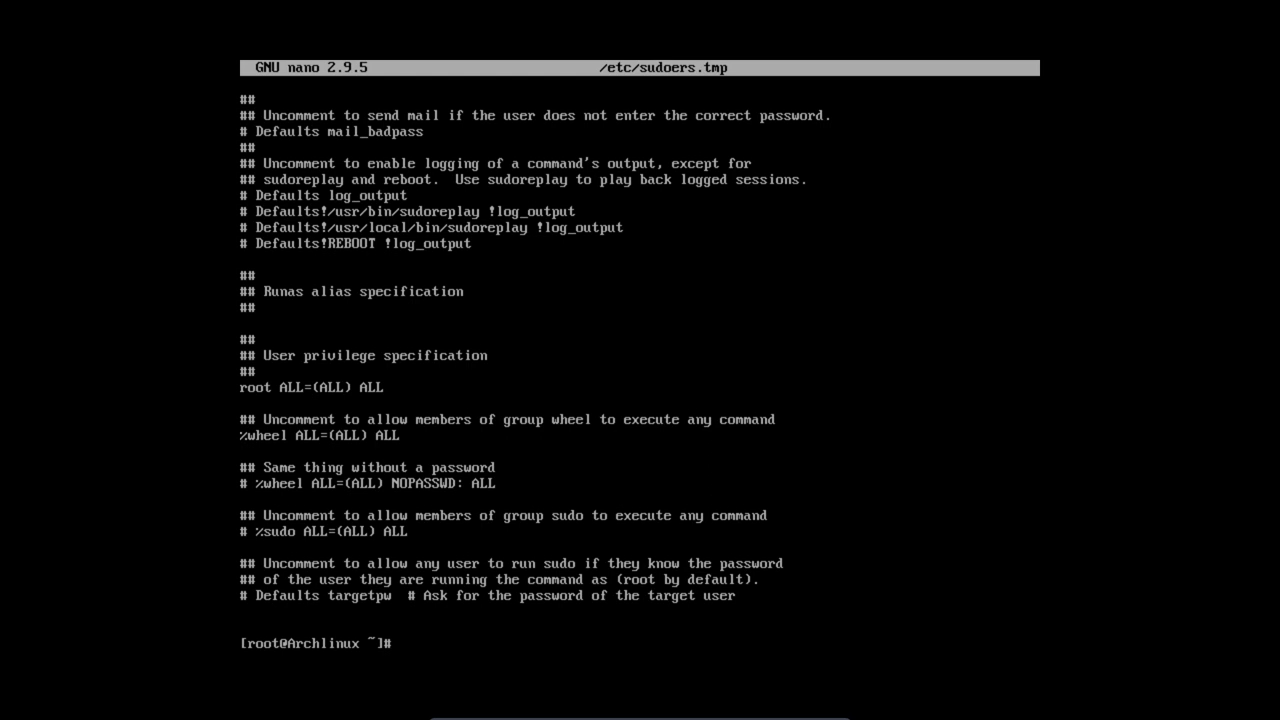 GNU nano 2.9.5 /etc/sudoers.tmp
##
## Uncomment to send mail if the user does not enter the correct password.
# Defaults mail_badpass
##
## Uncomment to enable logging of a command's output, except for
## sudoreplay and reboot.  Use sudoreplay to play back logged sessions.
# Defaults log_output
# Defaults!/usr/bin/sudoreplay !log_output
# Defaults!/usr/local/bin/sudoreplay !log_output
# Defaults!REBOOT !log_output
##
## Runas alias specification
##
##
## User privilege specification
##
root ALL=(ALL) ALL
## Uncomment to allow members of group wheel to execute any command
%wheel ALL=(ALL) ALL
## Same thing without a password
# %wheel ALL=(ALL) NOPASSWD: ALL
## Uncomment to allow members of group sudo to execute any command
# %sudo ALL=(ALL) ALL
## Uncomment to allow any user to run sudo if they know the password
## of the user they are running the command as (root by default).
# Defaults targetpw  # Ask for the password of the target user
[root@Archlinux ~]#